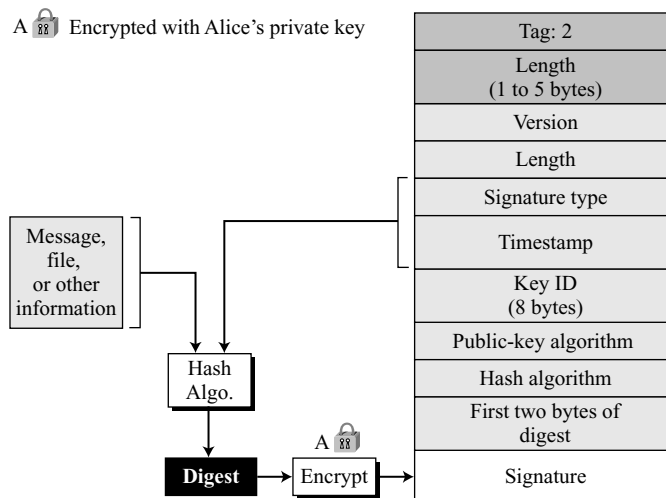 A Encrypted with Alice’s private key
Tag: 2
Length
(1 to 5 bytes)
Version
Length
Signature type
Timestamp
Key ID
(8 bytes)
Public-key algorithm
Hash algorithm
First two bytes of
digest
Signature
Message,
file,
or other
information
Hash
Algo.
A
Digest
Encrypt